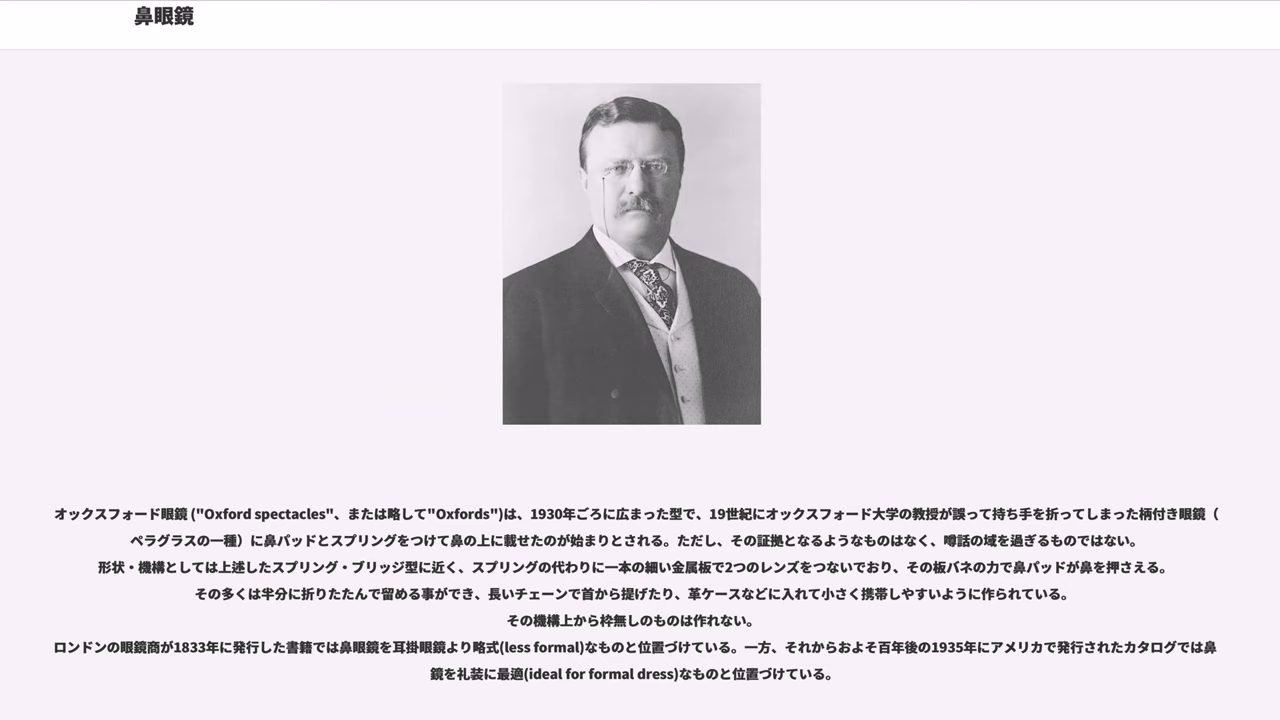 鼻眼鏡
オックスフォード眼鏡 ("Oxford spectacles"、または略して"Oxfords")は、1930年ごろに広まった型で、19世紀にオックスフォード大学の教授が誤って持ち手を折ってしまった柄付き眼鏡（
ペラグラスの一種）に鼻パッドとスプリングをつけて鼻の上に載せたのが始まりとされる。ただし、その証拠となるようなものはなく、噂話の域を過ぎるものではない。
形状・機構としては上述したスプリング・ブリッジ型に近く、スプリングの代わりに一本の細い金属板で2つのレンズをつないでおり、その板バネの力で鼻パッドが鼻を押さえる。
その多くは半分に折りたたんで留める事ができ、長いチェーンで首から提げたり、革ケースなどに入れて小さく携帯しやすいように作られている。
その機構上から枠無しのものは作れない。
ロンドンの眼鏡商が1833年に発行した書籍では鼻眼鏡を耳掛眼鏡より略式(less formal)なものと位置づけている。一方、それからおよそ百年後の1935年にアメリカで発行されたカタログでは鼻
鏡を礼装に最適(ideal for formal dress)なものと位置づけている。